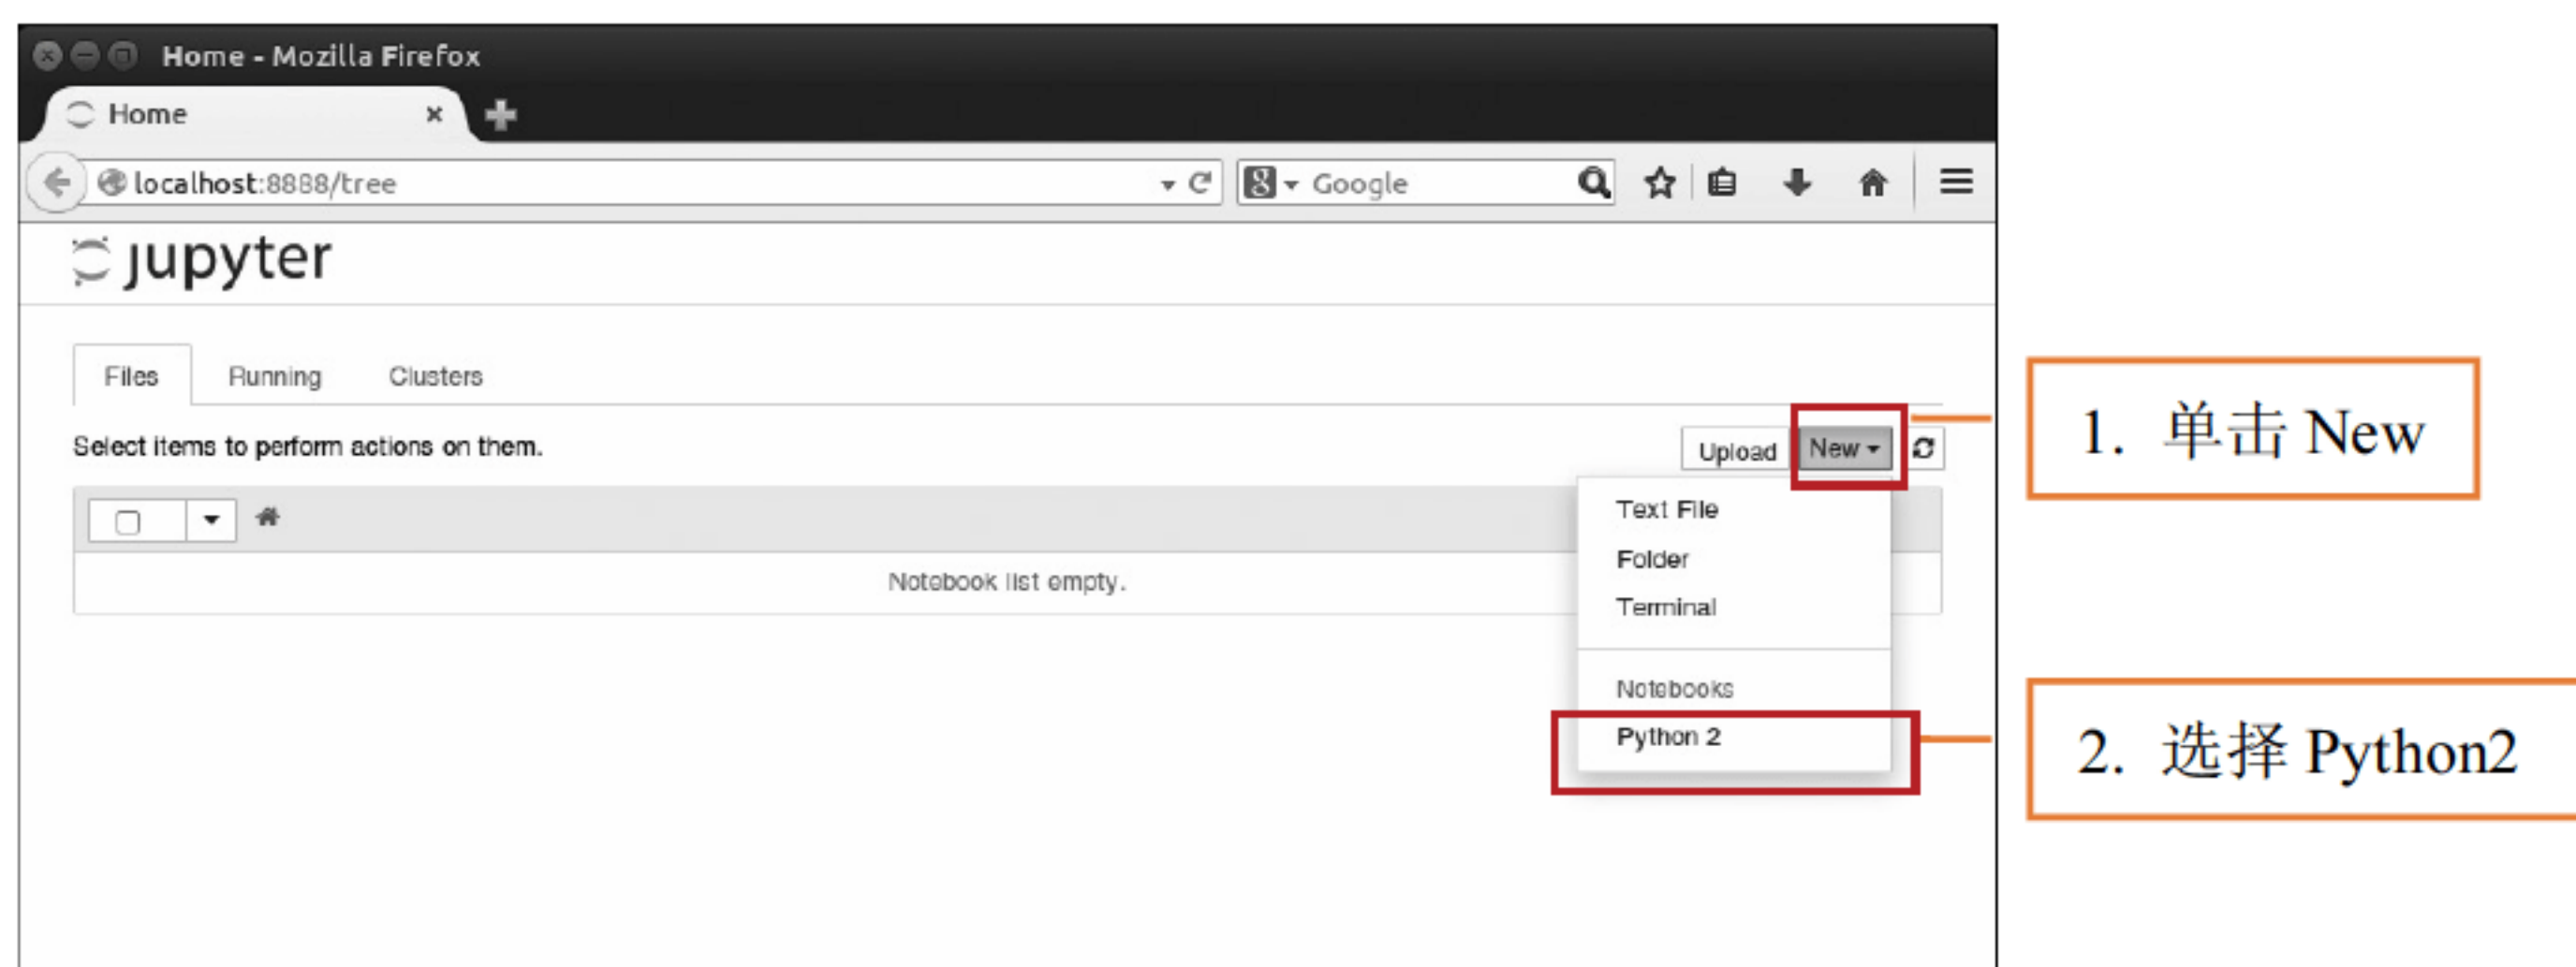 Home - Mozilla Firefox
Home
localhost:8888/tree
Google
jupyter
Files Running Clusters
Select items to perform actions on them.
Upload New
Text File
Folder
Terminal
Notebook list empty.
Notebooks
Python 2
1. 单击 New
2. 选择 Python2